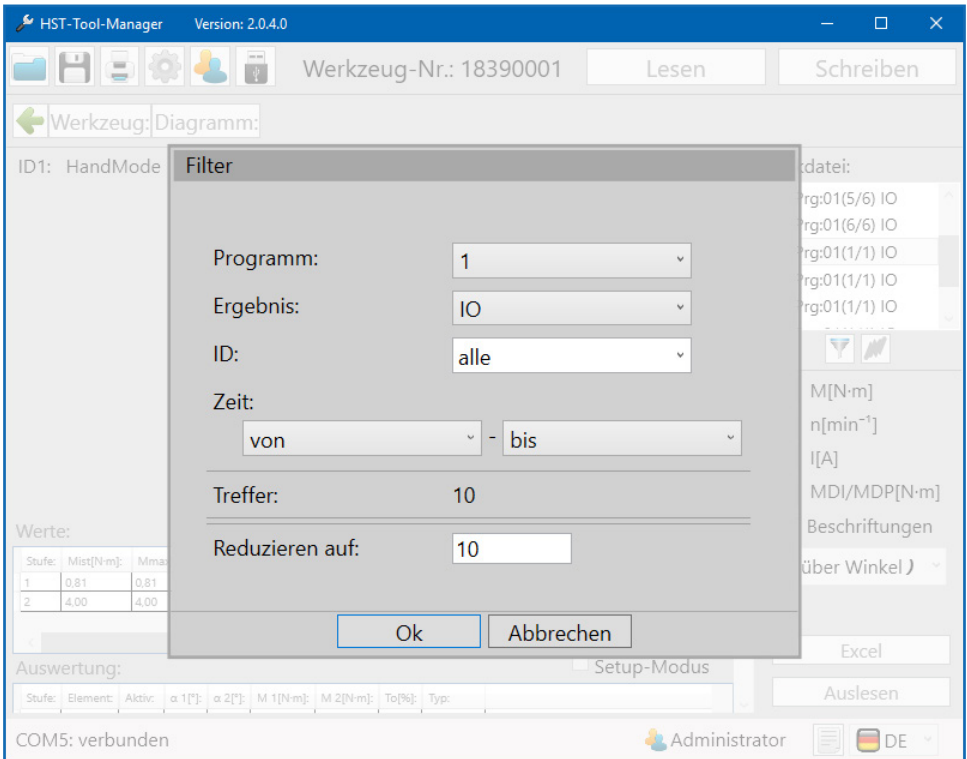 HST-Tool-Manager Version: 2.0.4.0
Werkzeug-Nr.: 18390001 Lesen Schreiben
Werkzeug: Diagramm:
ID1: HandMode
Filter
xdatei:
Prg:01(5/6) IO
Prg:01(6/6) IO
Prg:01(1/1) IO
Prg:01(1/1) IO
Prg:01(1/1) IO
Programm: 1
Ergebnis: IO
ID: alle
Zeit:
von - bis
Treffer: 10
Reduzieren auf: 10
Ok Abbrechen
M[N·m]
n[min⁻¹]
I[A]
MDI/MDP[N·m]
Beschriftungen
über Winkel )
Werte:
Stufe: Mist[N·m]: Mma
1 0,81 0,81
2 4,00 4,00
Excel
Auswertung: Setup-Modus
Auslesen
Stufe: Element: Aktiv: α 1[°]: α 2[°]: M 1[N·m]: M 2[N·m]: To[%]: Typ:
COM5: verbunden Administrator DE